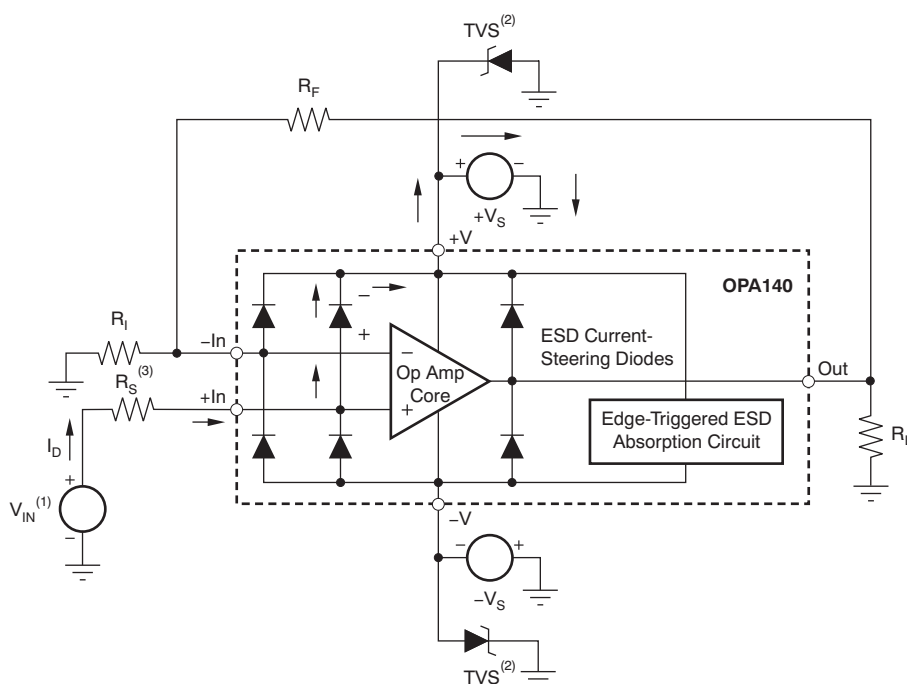 TVS(2)
RF
+ −
+VS
+V
OPA140
RI
−In
−
+
ESD Current-
Steering Diodes
−
Op Amp
Core
+
Out
RS(3)
+In
Edge-Triggered ESD
Absorption Circuit
ID
+
VIN(1)
−
−V
− +
−VS
TVS(2)